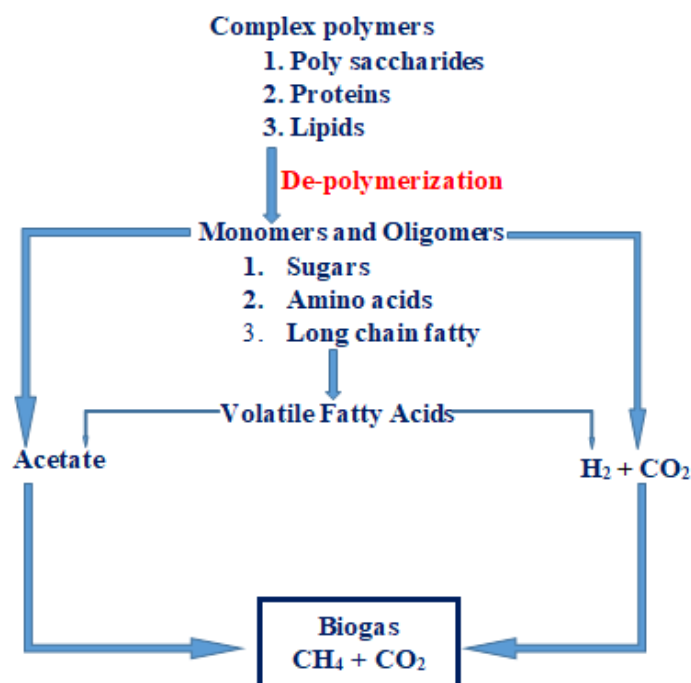 Complex polymers
1. Poly saccharides
2. Proteins
3. Lipids
De-polymerization
Monomers and Oligomers
1. Sugars
2. Amino acids
3. Long chain fatty
Volatile Fatty Acids
Acetate
H₂ + CO₂
Biogas
CH₄ + CO₂